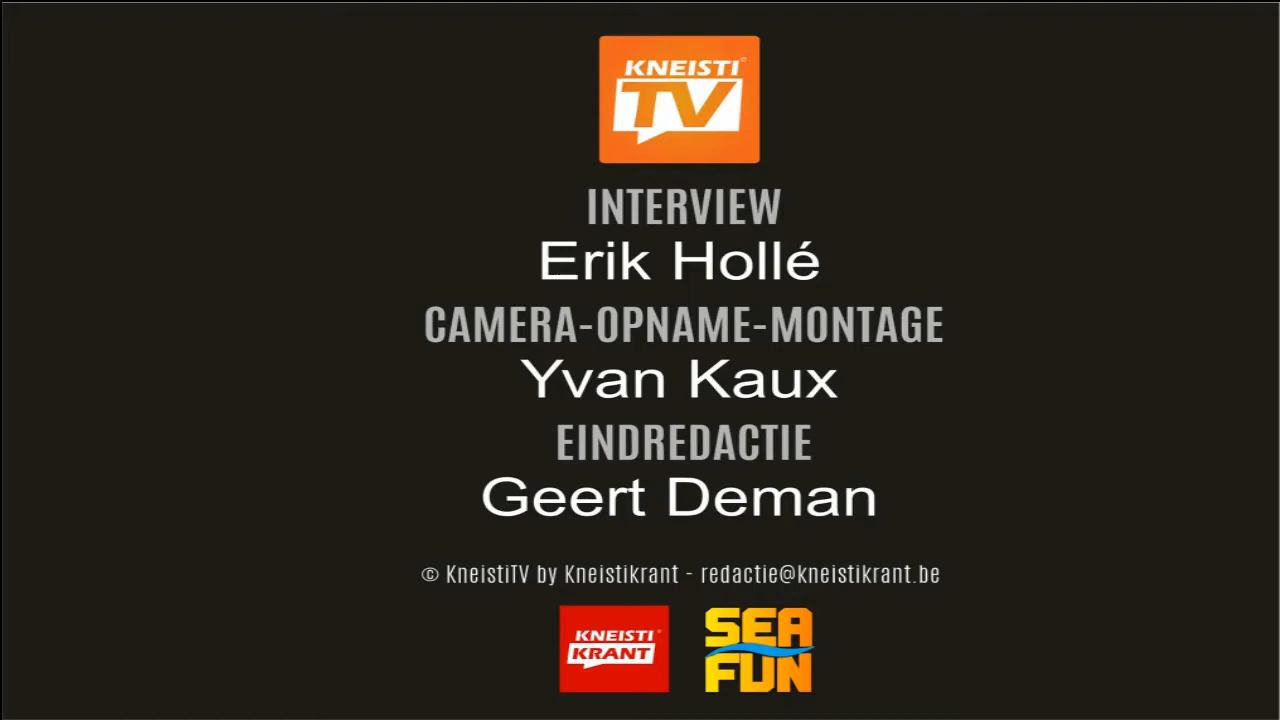 KNEISTI©
TV
INTERVIEW
Erik Hollé
CAMERA-OPNAME-MONTAGE
Yvan Kaux
EINDREDACTIE
Geert Deman
© KneistiTV by Kneistikrant - redactie@kneistikrant.be
KNEISTI
KRANT
SEA
FUN